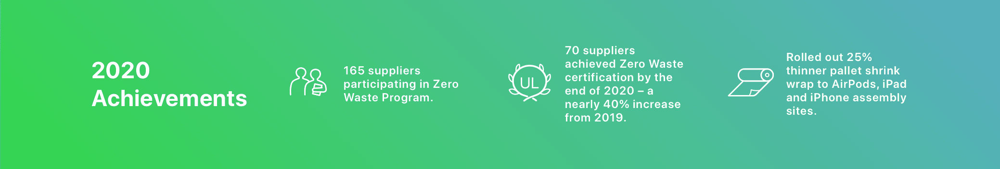 2020
Achievements
165 suppliers
participating in Zero
Waste Program.
UL
70 suppliers
achieved Zero Waste
certification by the
end of 2020 – a
nearly 40% increase
from 2019.
Rolled out 25%
thinner pallet shrink
wrap to AirPods, iPad
and iPhone assembly
sites.